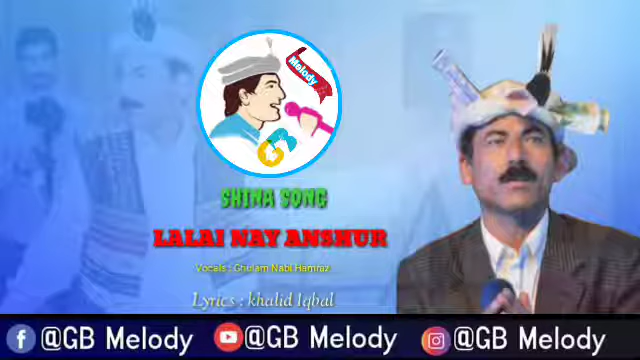 Melody
GB
SHINA SONG
LALAI NAY ANSHUR
Vocals : Ghulam Nabi Hamraz
Lyrics : khalid Iqbal
@GB Melody @GB Melody @GB Melody